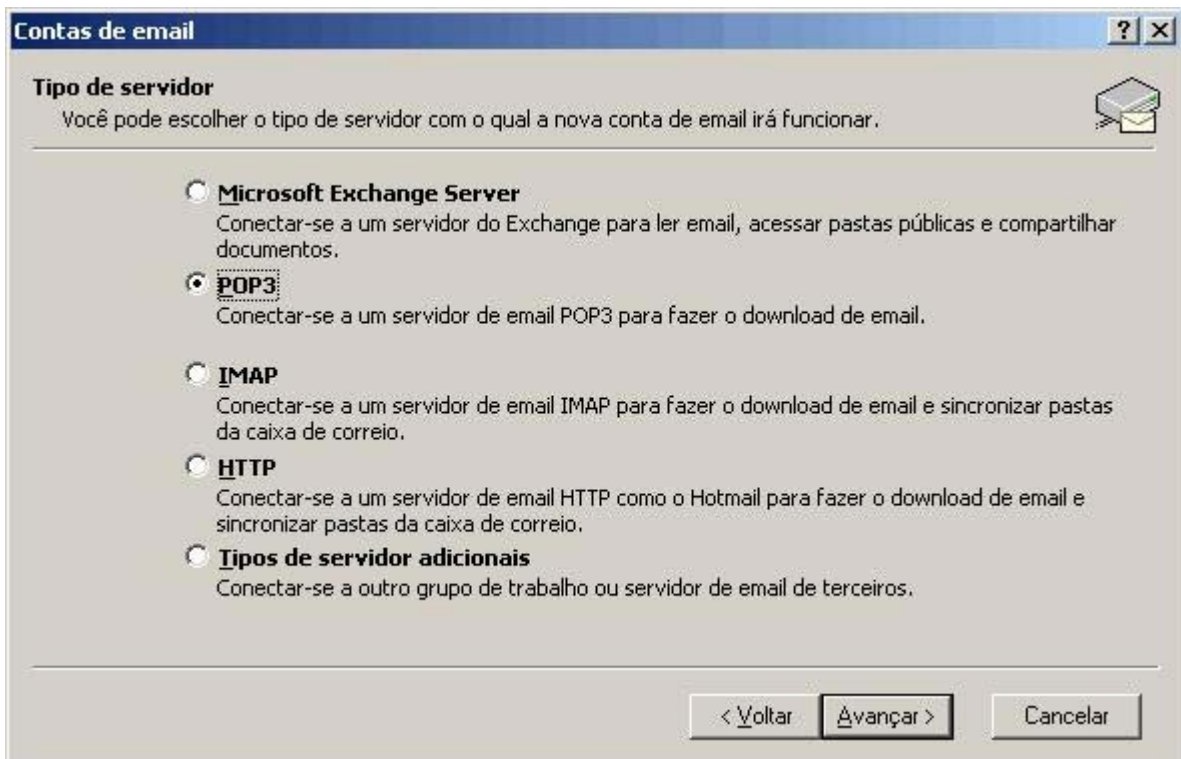 Contas de email
Tipo de servidor
Você pode escolher o tipo de servidor com o qual a nova conta de email irá funcionar.
Microsoft Exchange Server
Conectar-se a um servidor do Exchange para ler email, acessar pastas públicas e compartilhar
documentos.
POP3
Conectar-se a um servidor de email POP3 para fazer o download de email.
IMAP
Conectar-se a um servidor de email IMAP para fazer o download de email e sincronizar pastas
da caixa de correio.
HTTP
Conectar-se a um servidor de email HTTP como o Hotmail para fazer o download de email e
sincronizar pastas da caixa de correio.
Tipos de servidor adicionais
Conectar-se a outro grupo de trabalho ou servidor de email de terceiros.
< Voltar Avançar > Cancelar